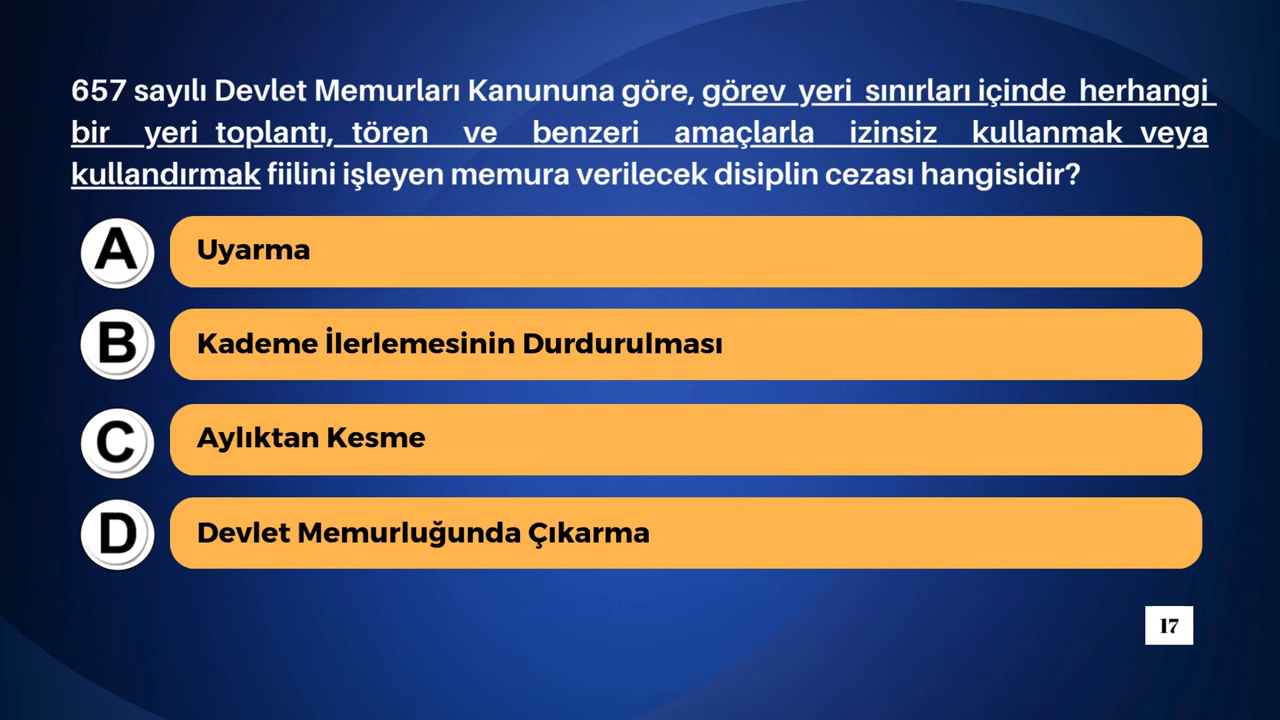 657 sayılı Devlet Memurları Kanununa göre, görev yeri sınırları içinde herhangi
bir yeri toplantı, tören ve benzeri amaçlarla izinsiz kullanmak veya
kullandırmak fiilini işleyen memura verilecek disiplin cezası hangisidir?
A Uyarma
B Kademe İlerlemesinin Durdurulması
C Aylıktan Kesme
D Devlet Memurluğunda Çıkarma
17